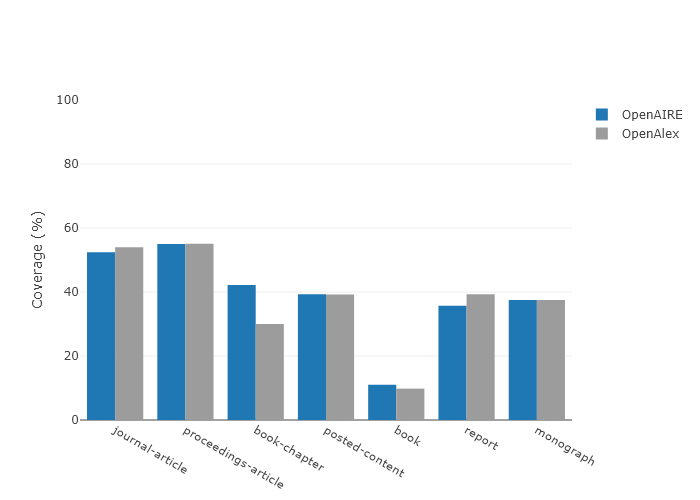 100
80
60
40
20
0
Coverage (%)
journal-article
proceedings-article
book-chapter
posted-content
book
report
monograph
OpenAIRE
OpenAlex